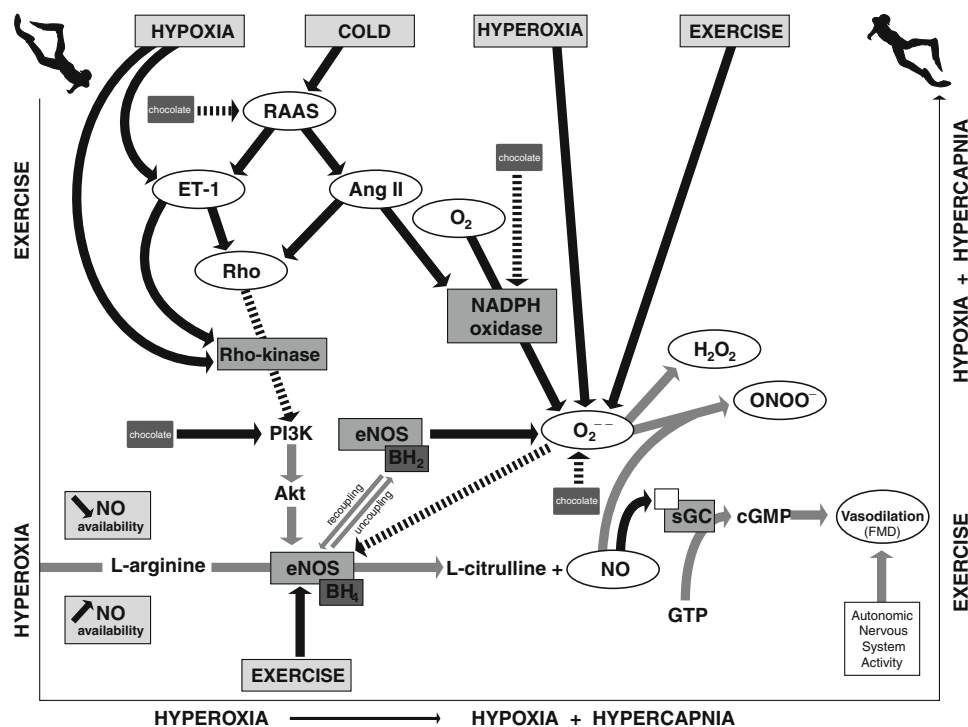 HYPOXIA
COLD
HYPEROXIA
EXERCISE
chocolate
RAAS
chocolate
ET-1
Ang II
O₂
EXERCISE
HYPOXIA + HYPERCAPNIA
Rho
NADPH
oxidase
Rho-kinase
H₂O₂
ONOO⁻
chocolate
PI3K
eNOS
BH₂
O₂⁻⁻
Akt
recoupling
uncoupling
chocolate
NO
availability
sGC
cGMP
Vasodilation
(FMD)
HYPEROXIA
L-arginine
eNOS
BH₄
L-citrulline +
NO
EXERCISE
NO
availability
GTP
Autonomic
Nervous
System
Activity
EXERCISE
HYPEROXIA
HYPOXIA + HYPERCAPNIA